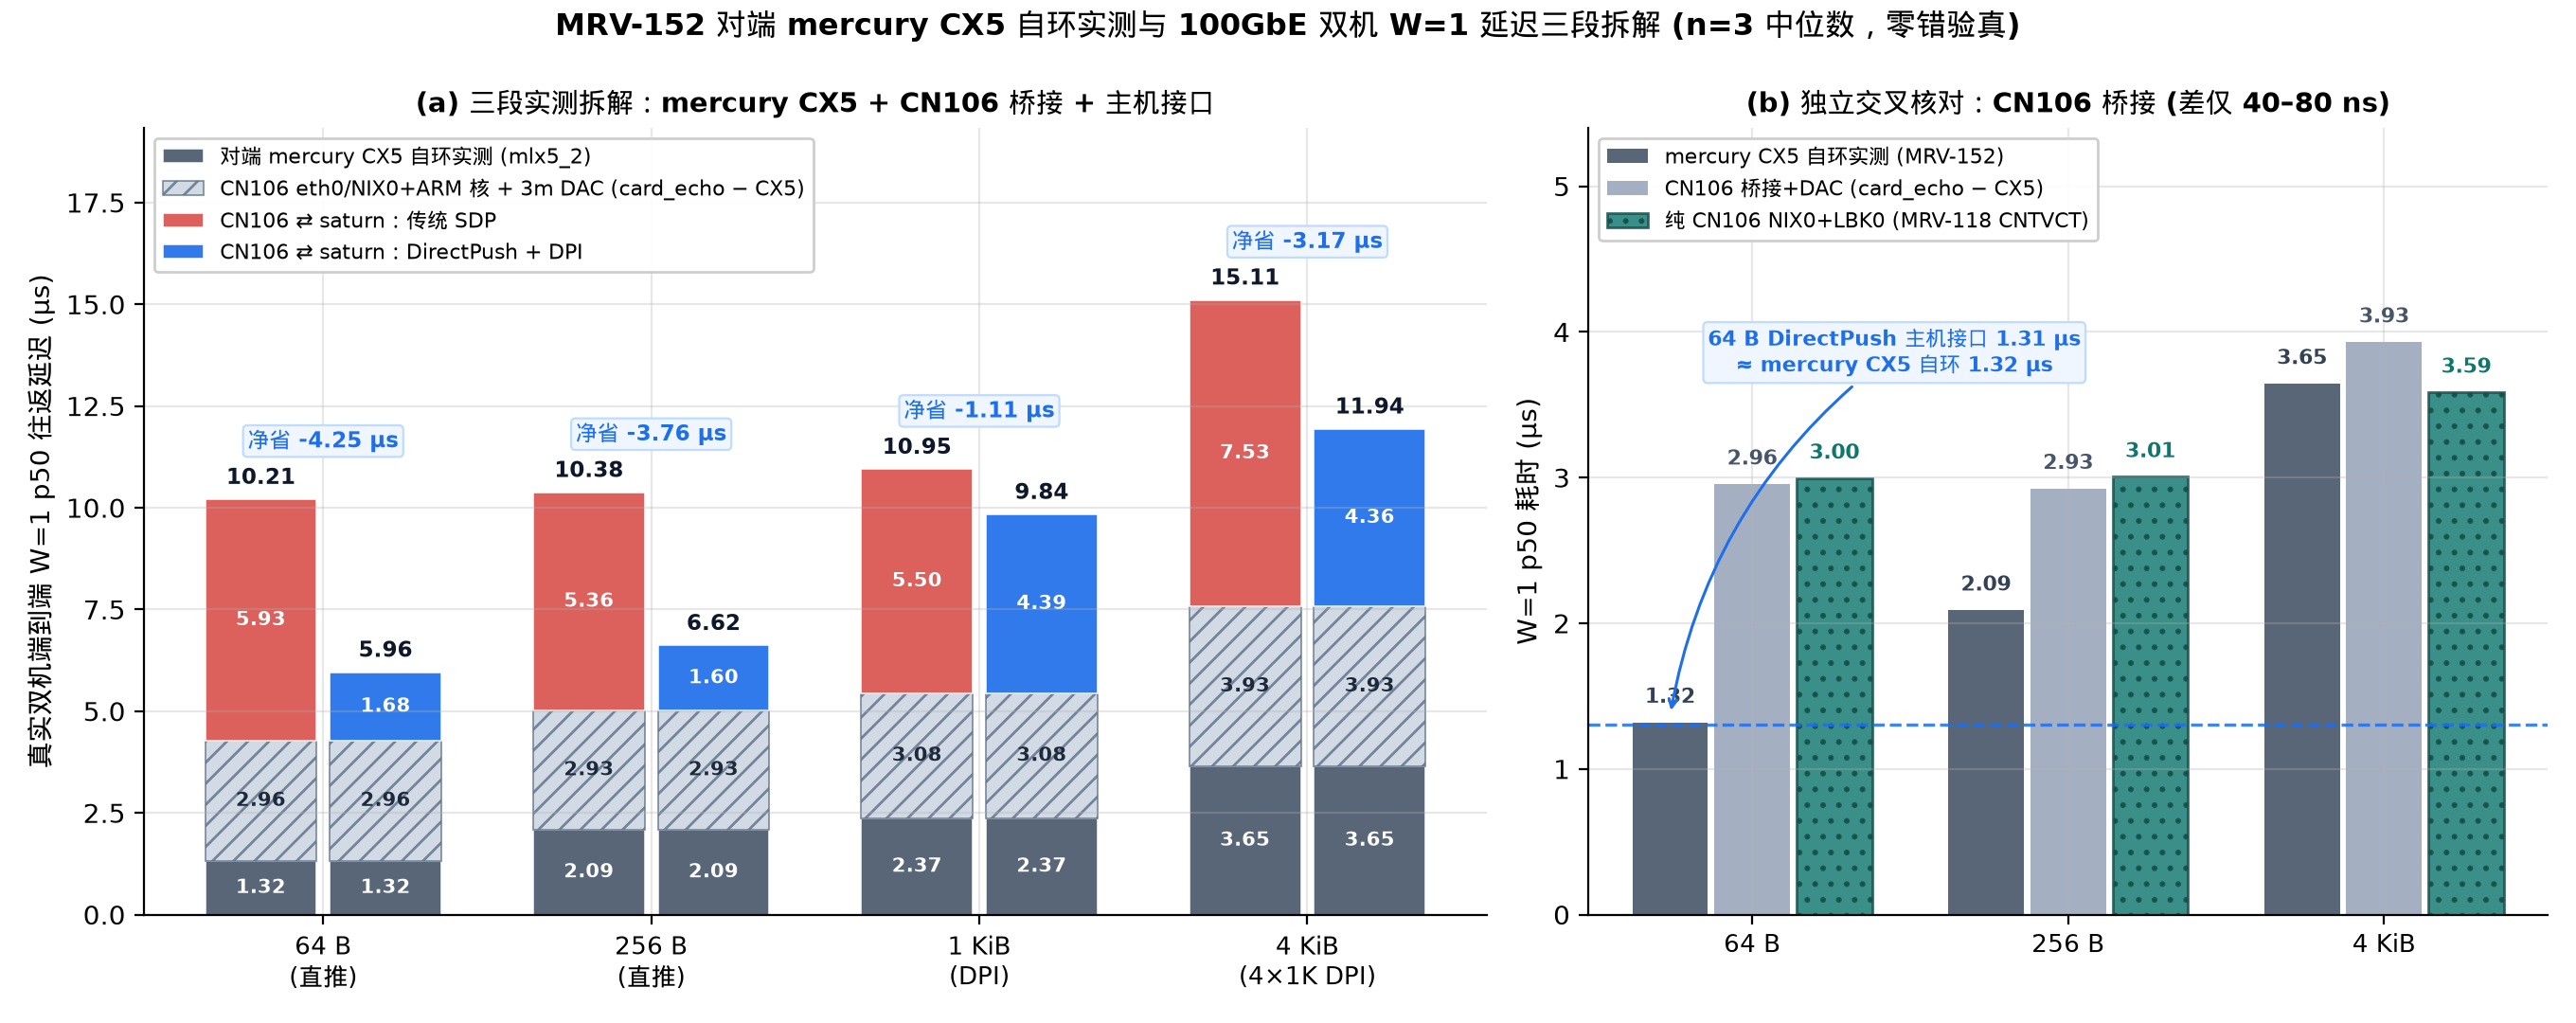 MRV-152 对端 mercury CX5 自环实测与 100GbE 双机 W=1 延迟三段拆解 (n=3 中位数，零错验真)
(a) 三段实测拆解：mercury CX5 + CN106 桥接 + 主机接口
真实双机端到端 W=1 p50 往返延迟 (μs)
17.5
15.0
12.5
10.0
7.5
5.0
2.5
0.0
对端 mercury CX5 自环实测 (mlx5_2)
CN106 eth0/NIX0+ARM 核 + 3m DAC (card_echo − CX5)
CN106 ⇄ saturn：传统 SDP
CN106 ⇄ saturn：DirectPush + DPI
净省 -4.25 μs
10.21
5.96
5.93
1.68
2.96
2.96
1.32
1.32
净省 -3.76 μs
10.38
6.62
5.36
1.60
2.93
2.93
2.09
2.09
净省 -1.11 μs
10.95
9.84
5.50
4.39
3.08
3.08
2.37
2.37
净省 -3.17 μs
15.11
11.94
7.53
4.36
3.93
3.93
3.65
3.65
64 B
(直推)
256 B
(直推)
1 KiB
(DPI)
4 KiB
(4×1K DPI)
(b) 独立交叉核对：CN106 桥接 (差仅 40–80 ns)
W=1 p50 耗时 (μs)
5
4
3
2
1
0
mercury CX5 自环实测 (MRV-152)
CN106 桥接+DAC (card_echo − CX5)
纯 CN106 NIX0+LBK0 (MRV-118 CNTVCT)
64 B DirectPush 主机接口 1.31 μs
≈ mercury CX5 自环 1.32 μs
1.32
2.96
3.00
2.09
2.93
3.01
3.65
3.93
3.59
64 B
256 B
4 KiB